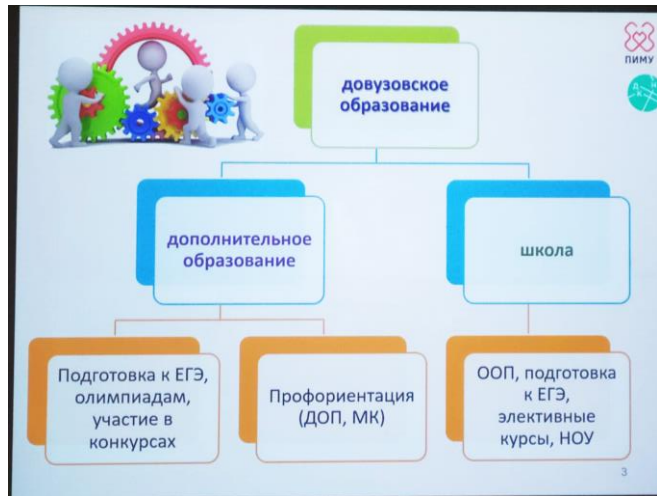 довузовское
образование
ПИМУ
дополнительное
образование
школа
Подготовка к ЕГЭ,
олимпиадам,
участие в
конкурсах
Профориентация
(ДОП, МК)
ООП, подготовка
к ЕГЭ,
элективные
курсы, НОУ
3